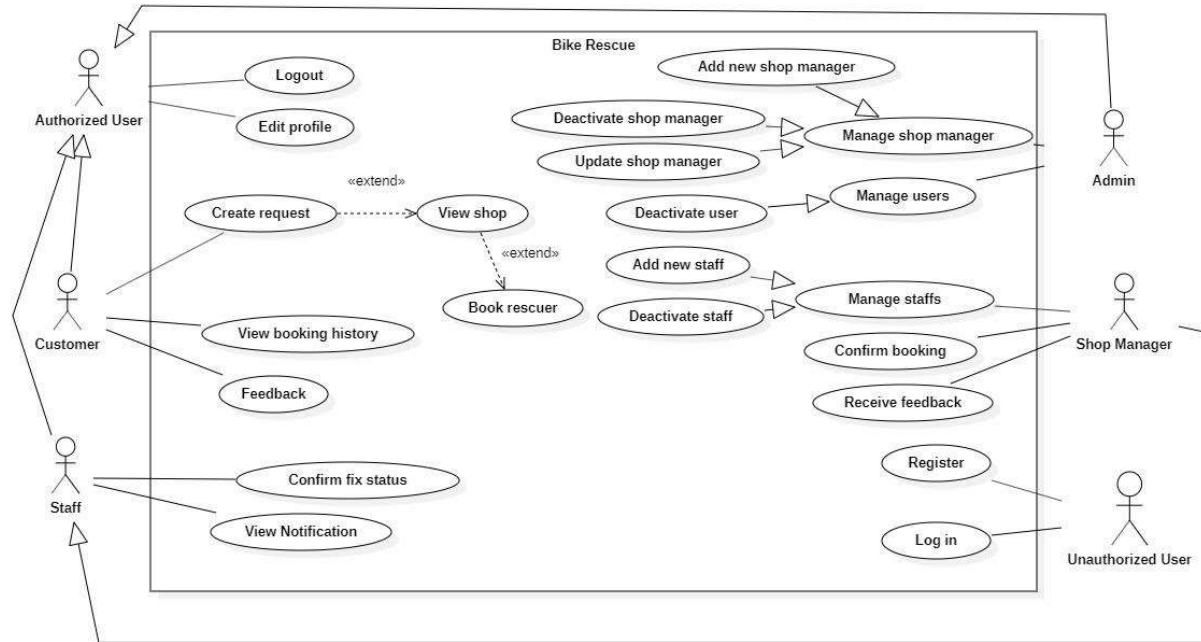 Bike Rescue
Authorized User
Logout
Edit profile
Add new shop manager
Deactivate shop manager
Update shop manager
Manage shop manager
Admin
Manage users
Deactivate user
«extend»
Create request
View shop
«extend»
Book rescuer
Add new staff
Deactivate staff
Manage staffs
Confirm booking
Receive feedback
Shop Manager
Customer
View booking history
Feedback
Staff
Confirm fix status
View Notification
Register
Log in
Unauthorized User